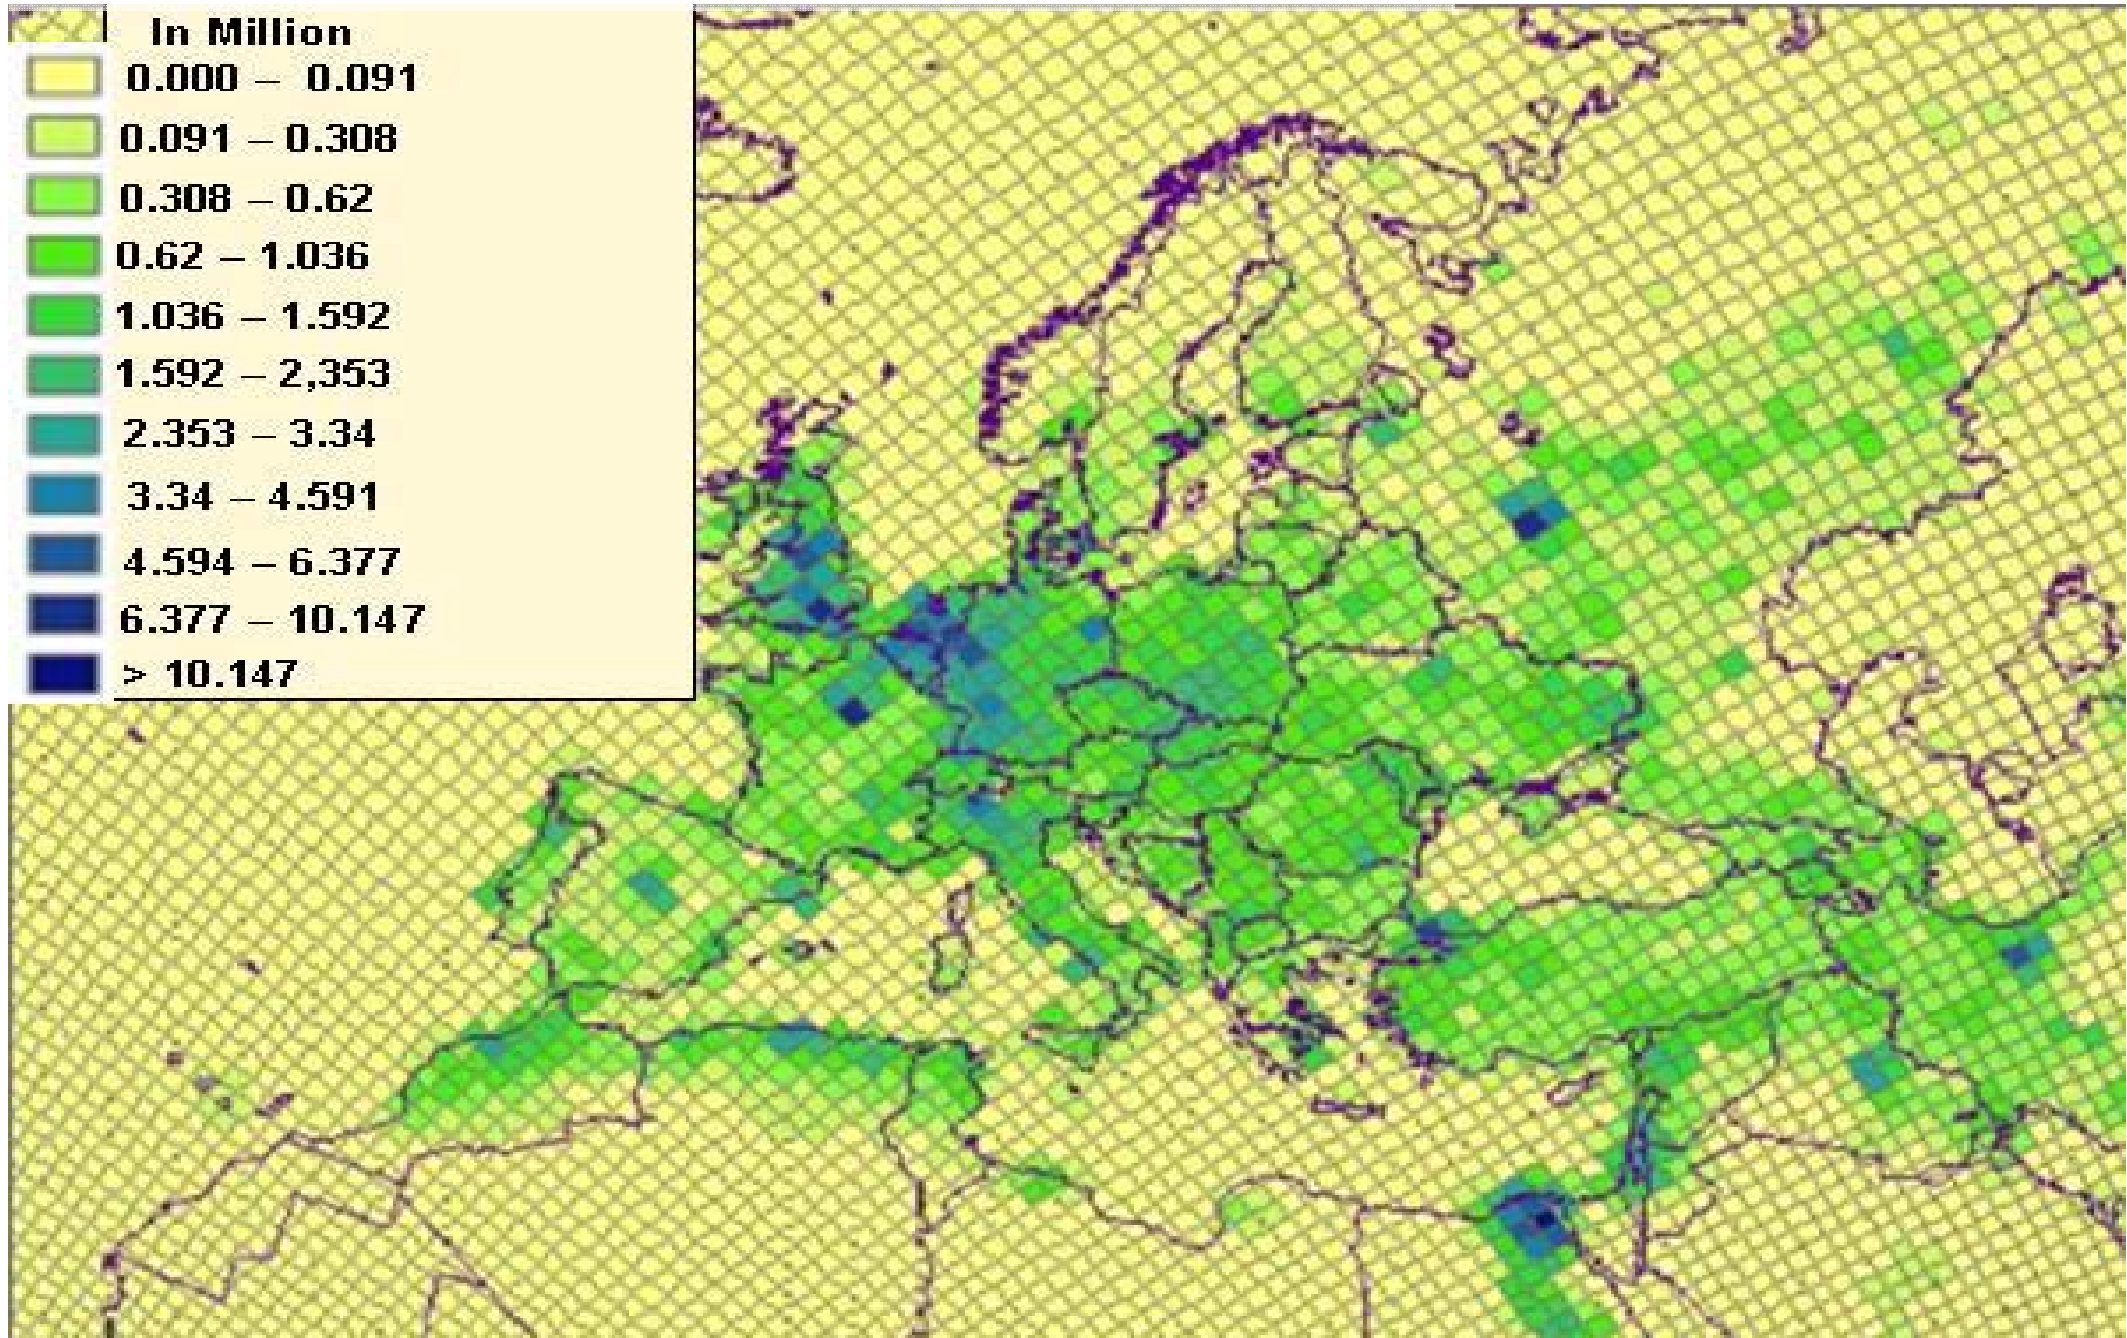 In Million
0.000 – 0.091
0.091 – 0.308
0.308 – 0.62
0.62 – 1.036
1.036 – 1.592
1.592 – 2,353
2.353 – 3.34
3.34 – 4.591
4.594 – 6.377
6.377 – 10.147
> 10.147